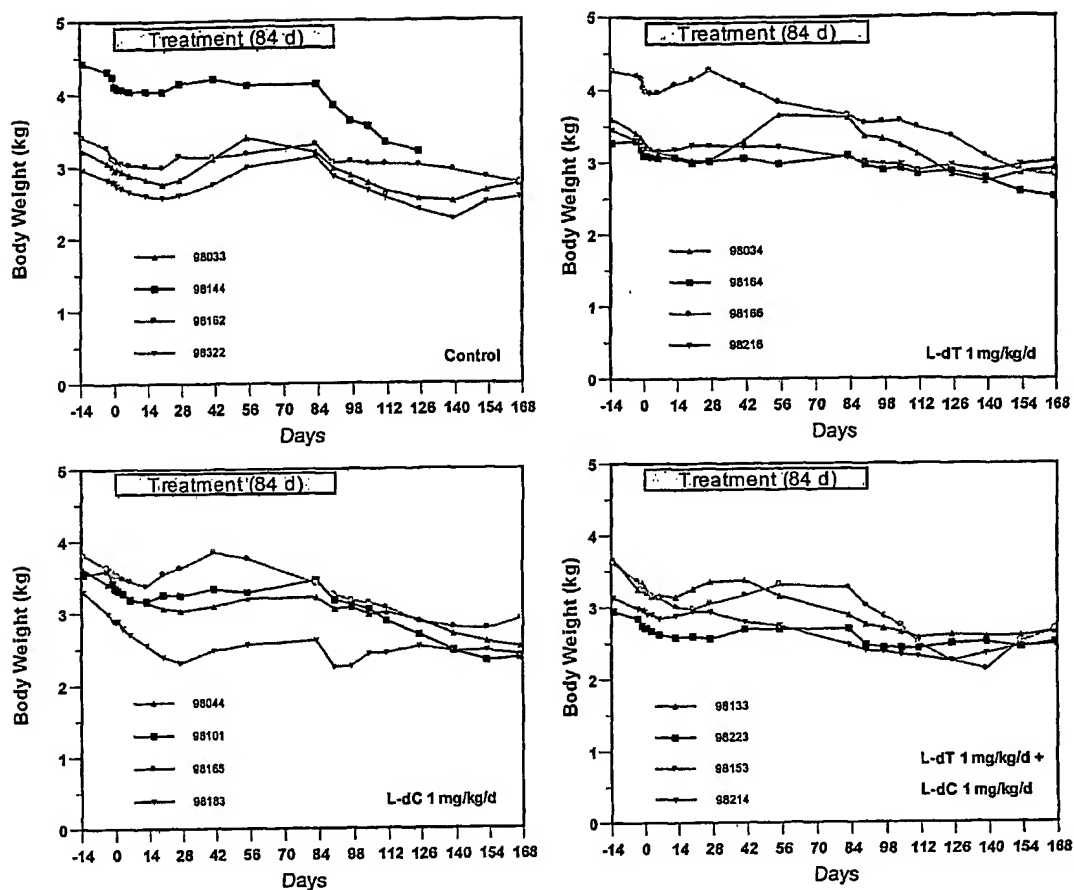 Treatment (84 d)
Body Weight (kg)
5
4
3
2
1
0
98033
98144
98162
98322
Control
-14 0 14 28 42 56 70 84 98 112 126 140 154 168
Days
Treatment (84 d)
Body Weight (kg)
5
4
3
2
1
0
98034
98164
98166
98216
L-dT 1 mg/kg/d
-14 0 14 28 42 56 70 84 98 112 126 140 154 168
Days
Treatment (84 d)
Body Weight (kg)
5
4
3
2
1
0
98044
98101
98165
98183
L-dC 1 mg/kg/d
-14 0 14 28 42 56 70 84 98 112 126 140 154 168
Days
Treatment (84 d)
Body Weight (kg)
5
4
3
2
1
0
98133
98223
98153
98214
L-dT 1 mg/kg/d +
L-dC 1 mg/kg/d
-14 0 14 28 42 56 70 84 98 112 126 140 154 168
Days